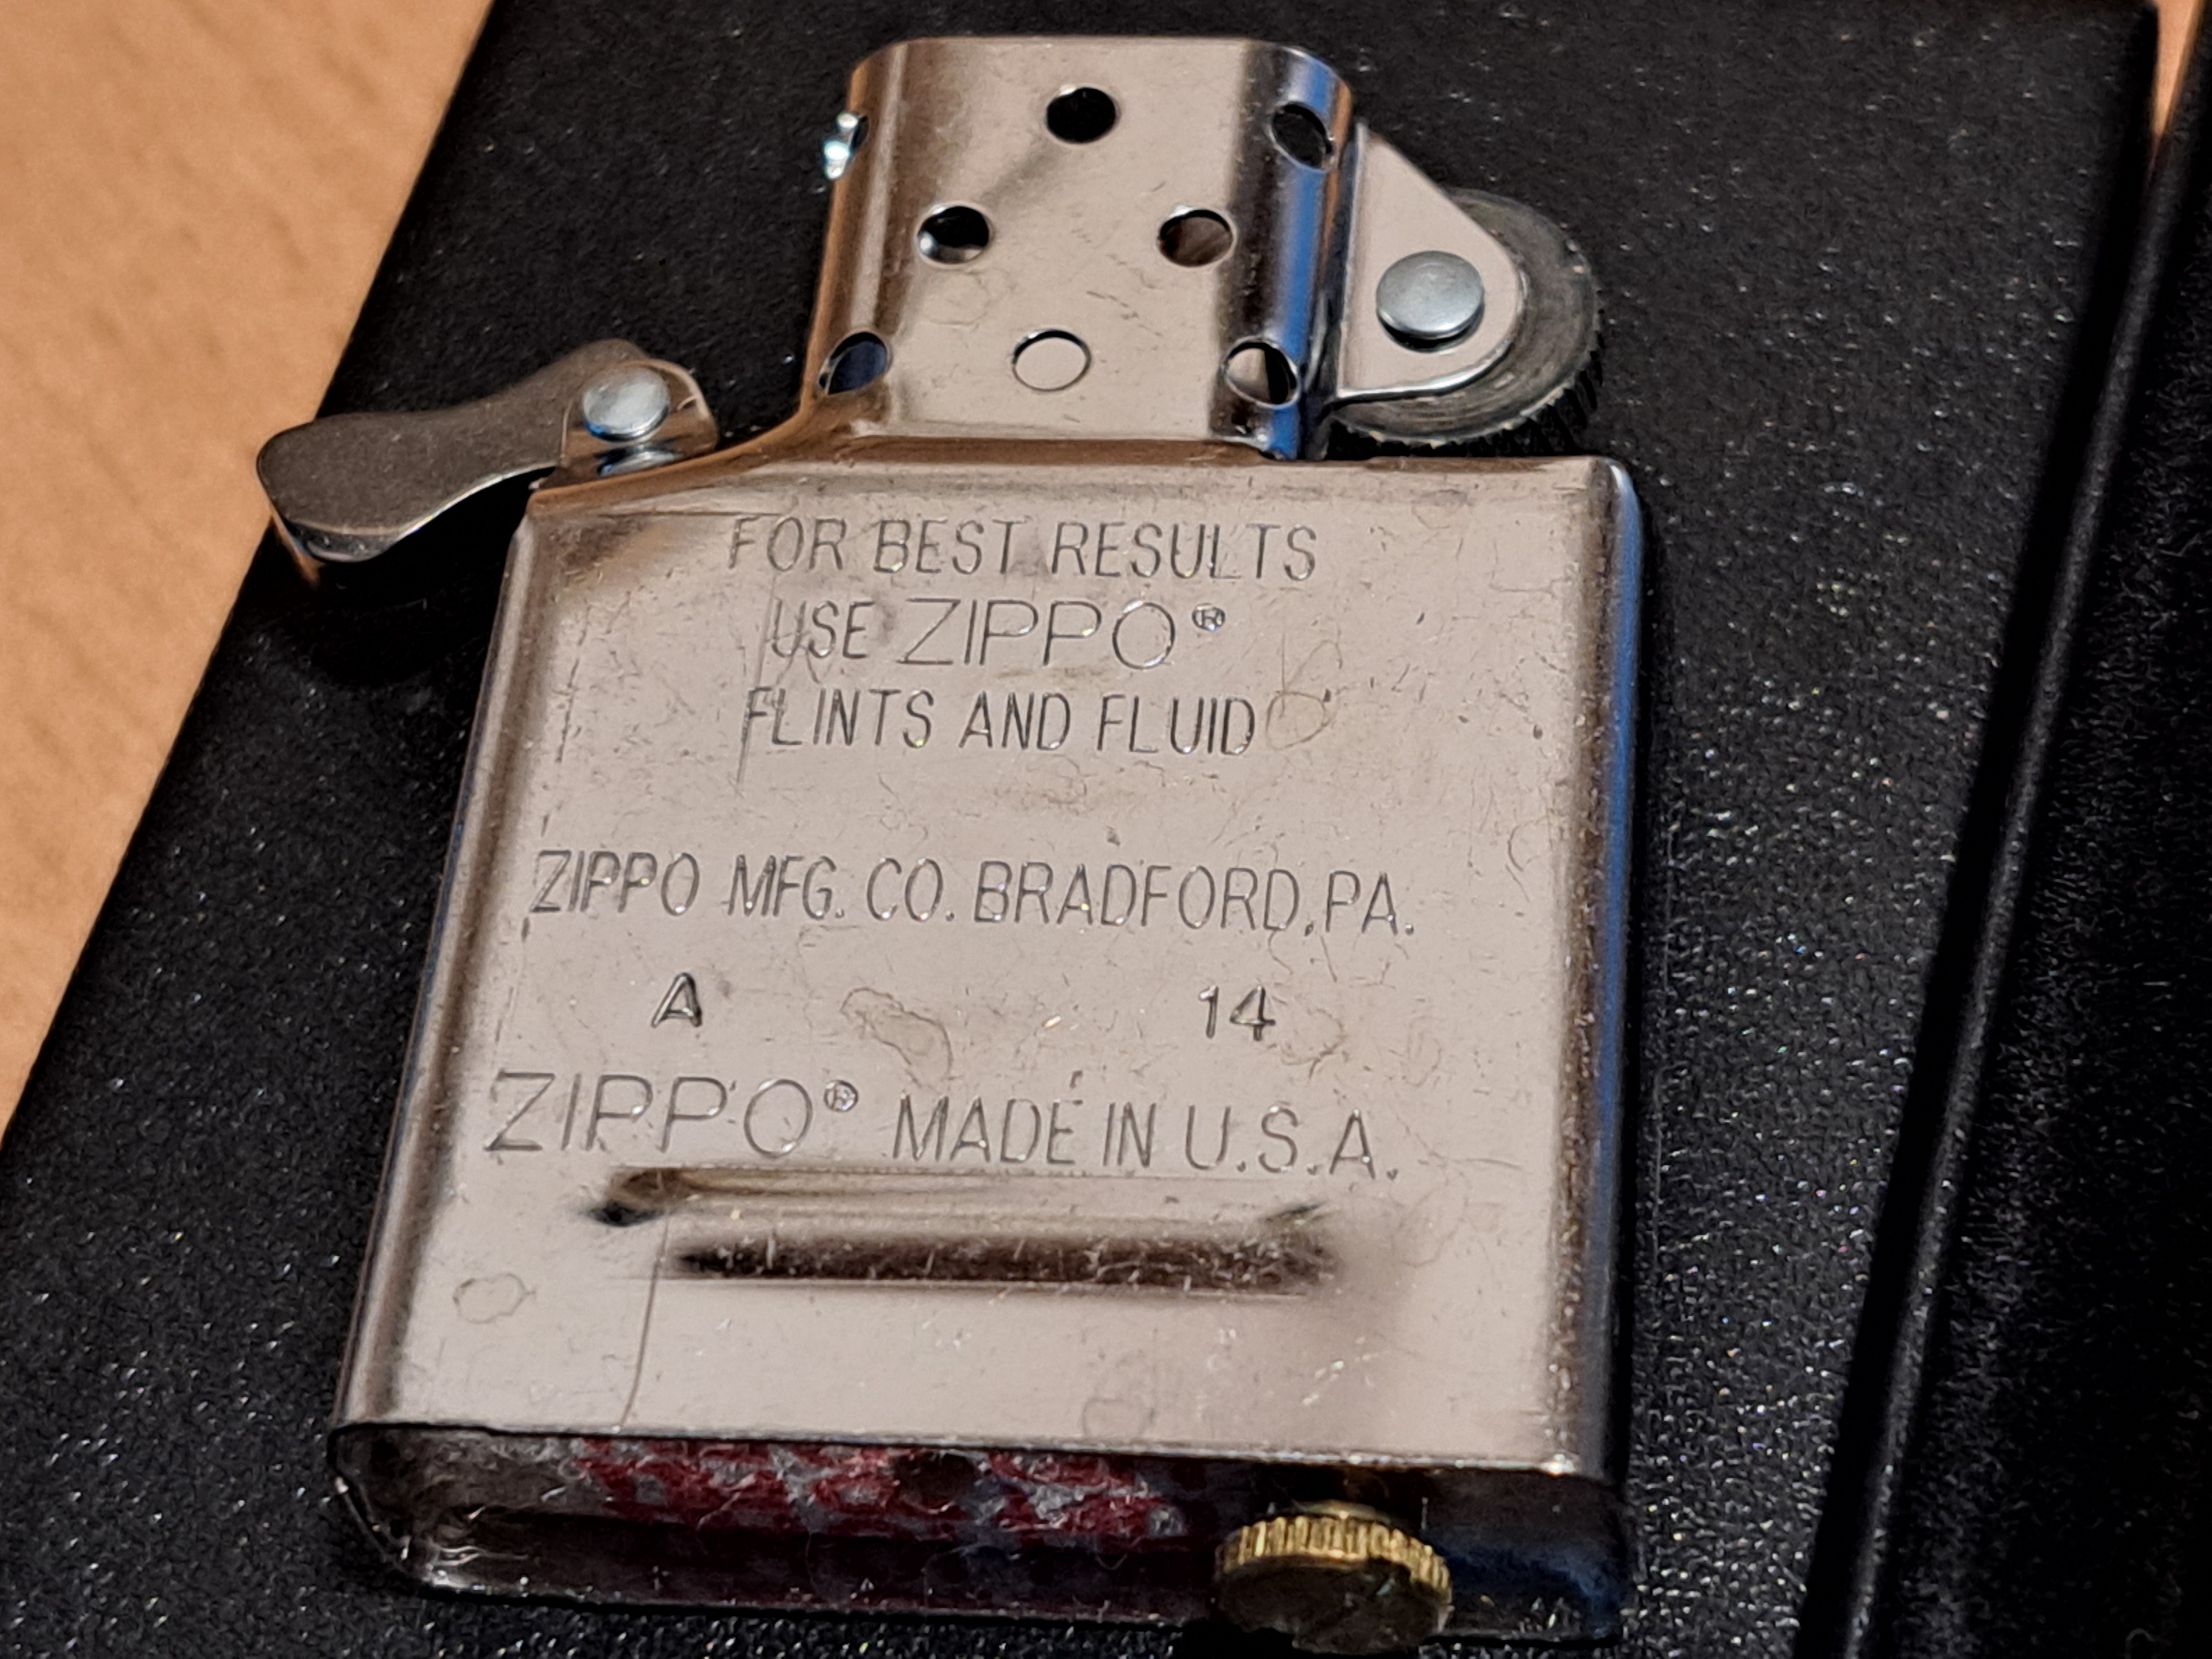 FOR BEST RESULTS
USE ZIPPO®
FLINTS AND FLUID
ZIPPO MFG. CO. BRADFORD, PA.
A 14
ZIPPO® MADE IN U.S.A.